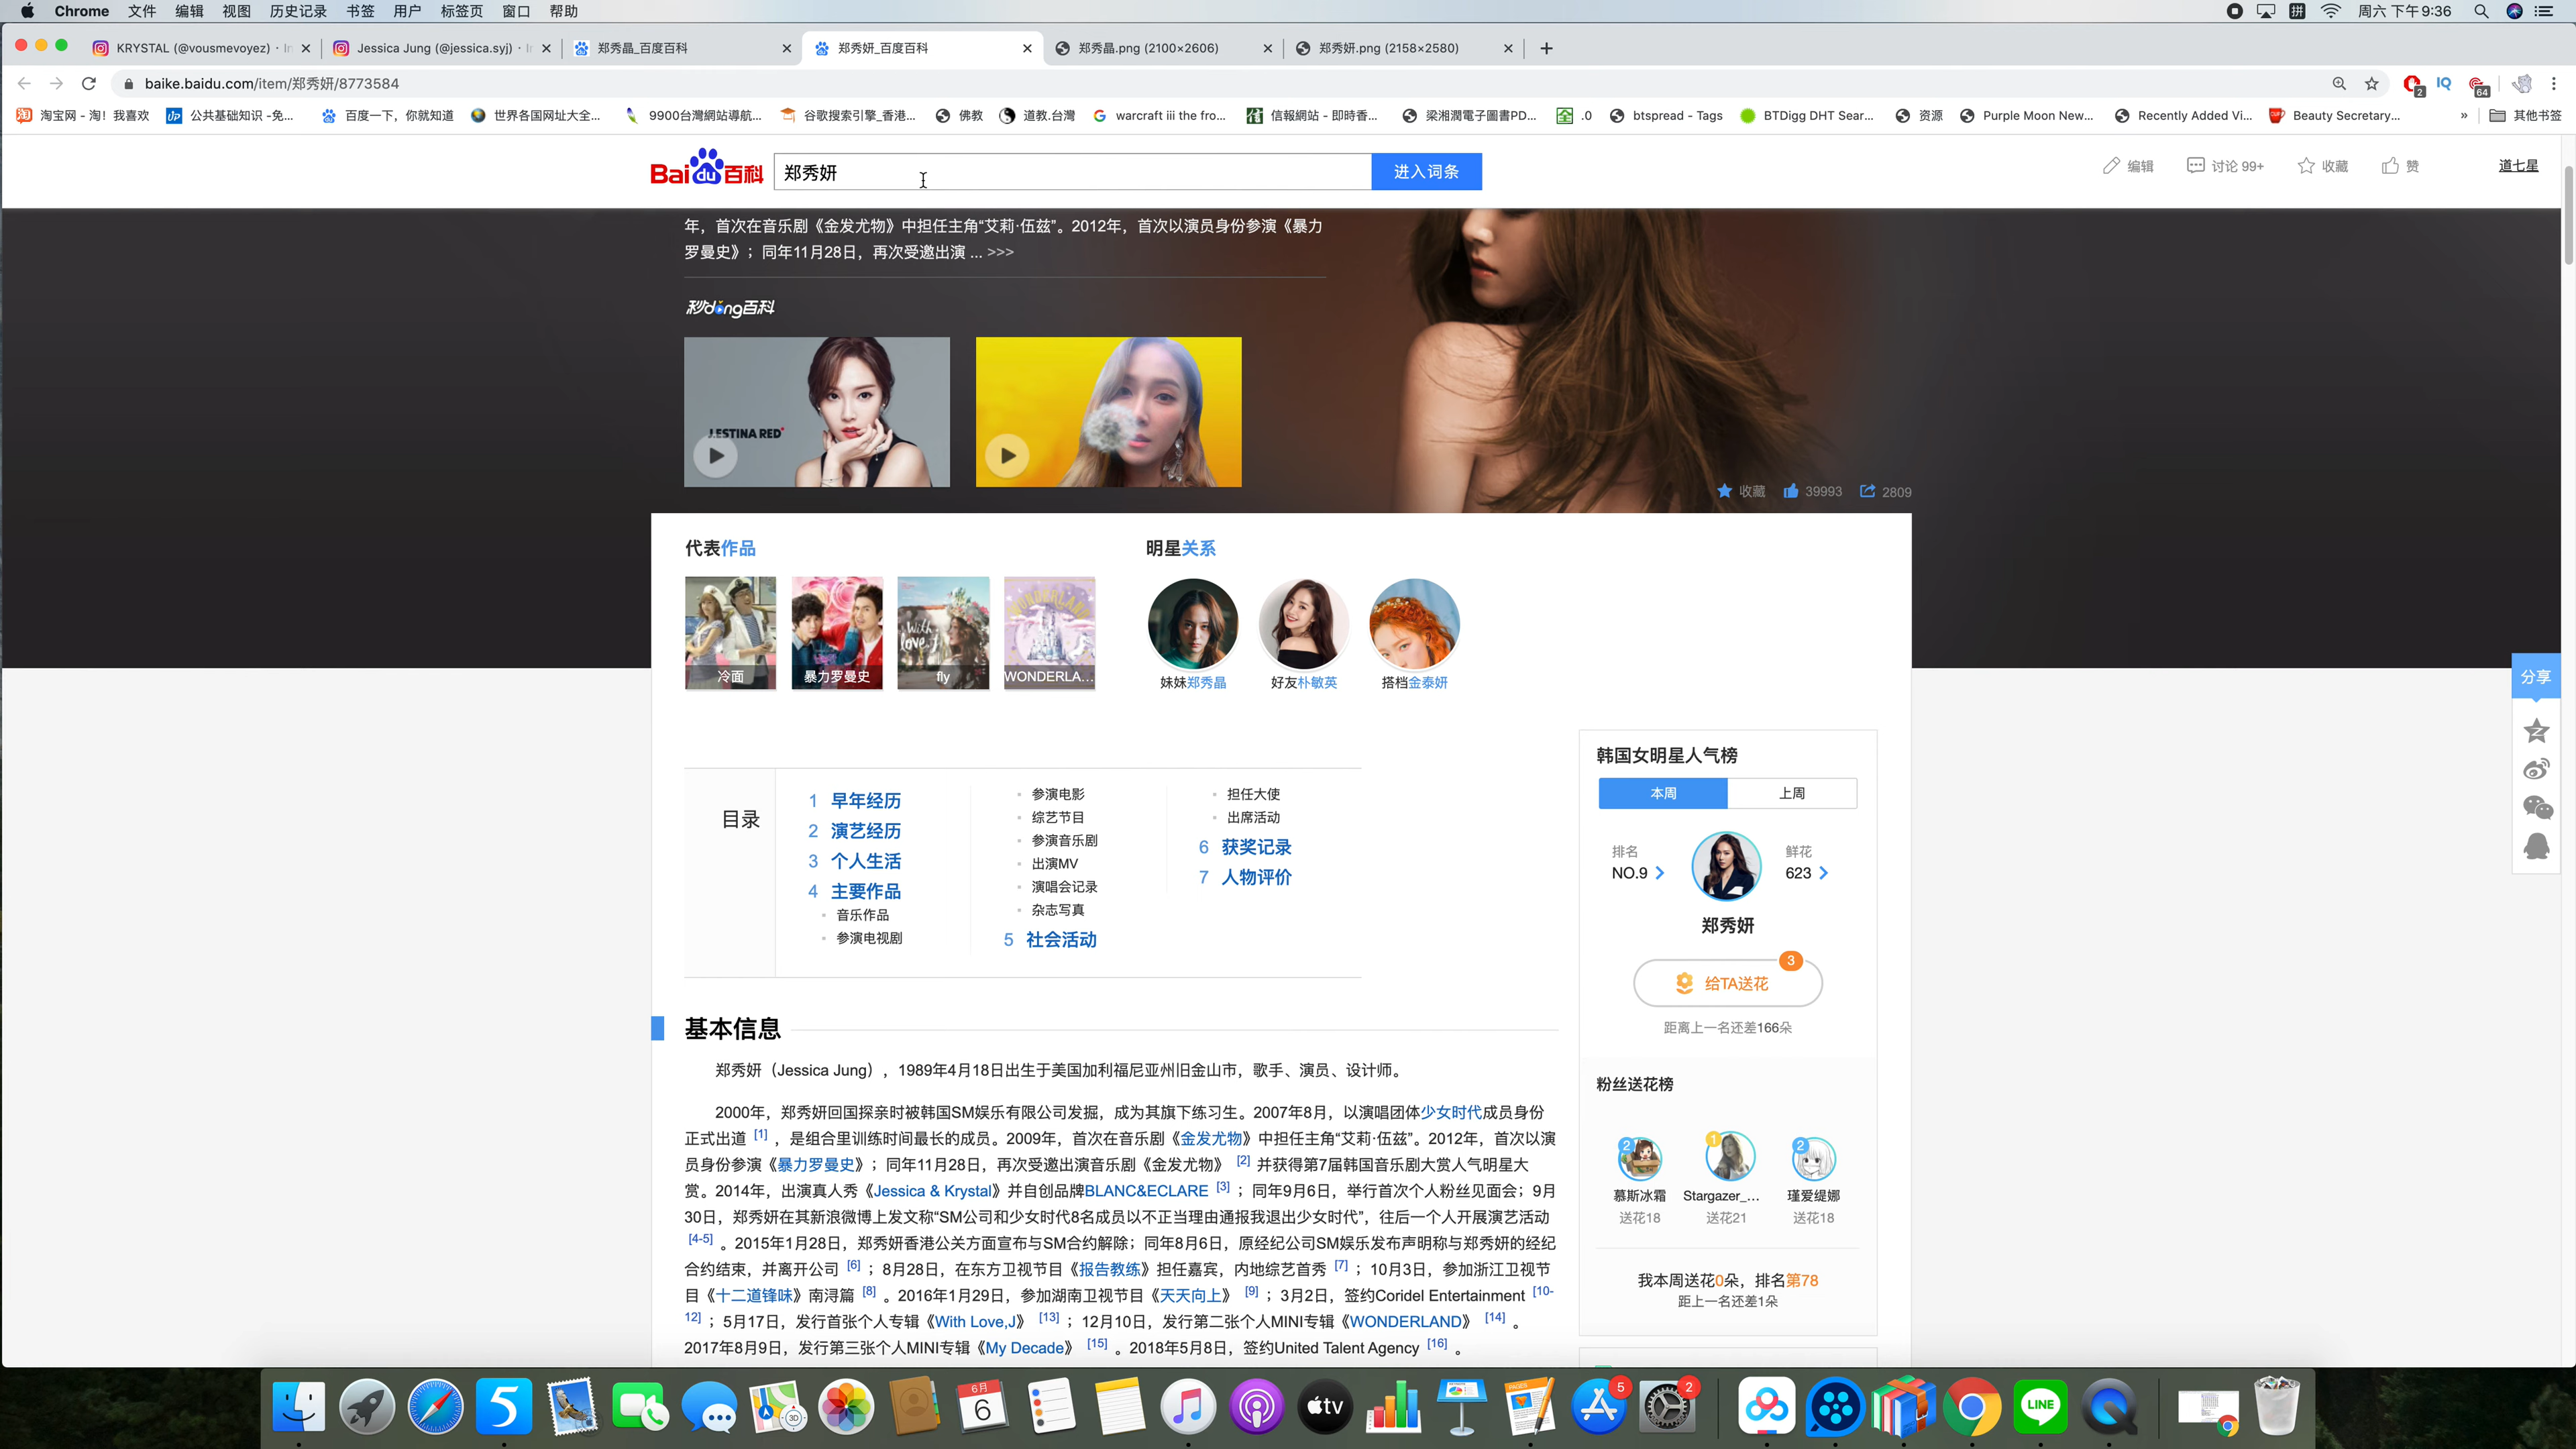 Chrome 文件 编辑 视图 历史记录 书签 用户 标签页 窗口 帮助 拼 周六 下午9:36
KRYSTAL (@vousmevoyez) · In Jessica Jung (@jessica.syj) · I 郑秀晶_百度百科 郑秀妍_百度百科 郑秀晶.png (2100×2606) 郑秀妍.png (2158×2580)
baike.baidu.com/item/郑秀妍/8773584 2 IQ 64
淘宝网 - 淘！我喜欢 公共基础知识 -免... 百度一下，你就知道 世界各国网址大全... 9900台灣網站導航... 谷歌搜索引擎_香港... 佛教 道教.台灣 warcraft iii the fro... 信報網站 - 即時香... 梁湘潤電子圖書PD... .0 btspread - Tags BTDigg DHT Sear... 资源 Purple Moon New... Recently Added Vi... Beauty Secretary... » 其他书签
Bai du 百科 郑秀妍 进入词条 编辑 讨论 99+ 收藏 赞 道七星
年，首次在音乐剧《金发尤物》中担任主角“艾莉·伍兹”。2012年，首次以演员身份参演《暴力
罗曼史》；同年11月28日，再次受邀出演 ... >>>
秒dong百科
LESTINA RED
收藏 39993 2809
代表作品 明星关系
With love, J
WONDERLAND
冷面 暴力罗曼史 fly WONDERLA...
妹妹郑秀晶 好友朴敏英 搭档金泰妍
分享
目录
1 早年经历
2 演艺经历
3 个人生活
4 主要作品
音乐作品
参演电视剧
参演电影
综艺节目
参演音乐剧
出演MV
演唱会记录
杂志写真
5 社会活动
担任大使
出席活动
6 获奖记录
7 人物评价
韩国女明星人气榜
本周 上周
排名 鲜花
NO.9 623
郑秀妍
3
给TA送花
距离上一名还差166朵
粉丝送花榜
2 1 2
慕斯冰霜 Stargazer_... 瑾爱缇娜
送花18 送花21 送花18
我本周送花0朵，排名第78
距上一名还差1朵
基本信息
郑秀妍（Jessica Jung），1989年4月18日出生于美国加利福尼亚州旧金山市，歌手、演员、设计师。
2000年，郑秀妍回国探亲时被韩国SM娱乐有限公司发掘，成为其旗下练习生。2007年8月，以演唱团体少女时代成员身份
正式出道 [1] ，是组合里训练时间最长的成员。2009年，首次在音乐剧《金发尤物》中担任主角“艾莉·伍兹”。2012年，首次以演
员身份参演《暴力罗曼史》；同年11月28日，再次受邀出演音乐剧《金发尤物》 [2] 并获得第7届韩国音乐剧大赏人气明星大
赏。2014年，出演真人秀《Jessica & Krystal》并自创品牌BLANC&ECLARE [3] ；同年9月6日，举行首次个人粉丝见面会；9月
30日，郑秀妍在其新浪微博上发文称“SM公司和少女时代8名成员以不正当理由通报我退出少女时代”，往后一个人开展演艺活动
[4-5] 。2015年1月28日，郑秀妍香港公关方面宣布与SM合约解除；同年8月6日，原经纪公司SM娱乐发布声明称与郑秀妍的经纪
合约结束，并离开公司 [6] ；8月28日，在东方卫视节目《报告教练》担任嘉宾，内地综艺首秀 [7] ；10月3日，参加浙江卫视节
目《十二道锋味》南浔篇 [8] 。2016年1月29日，参加湖南卫视节目《天天向上》 [9] ；3月2日，签约Coridel Entertainment [10-
12] ；5月17日，发行首张个人专辑《With Love,J》 [13] ；12月10日，发行第二张个人MINI专辑《WONDERLAND》 [14] 。
2017年8月9日，发行第三张个人MINI专辑《My Decade》 [15] 。2018年5月8日，签约United Talent Agency [16] 。
5 3D 6月 6 tv PAGES 5 2 LINE